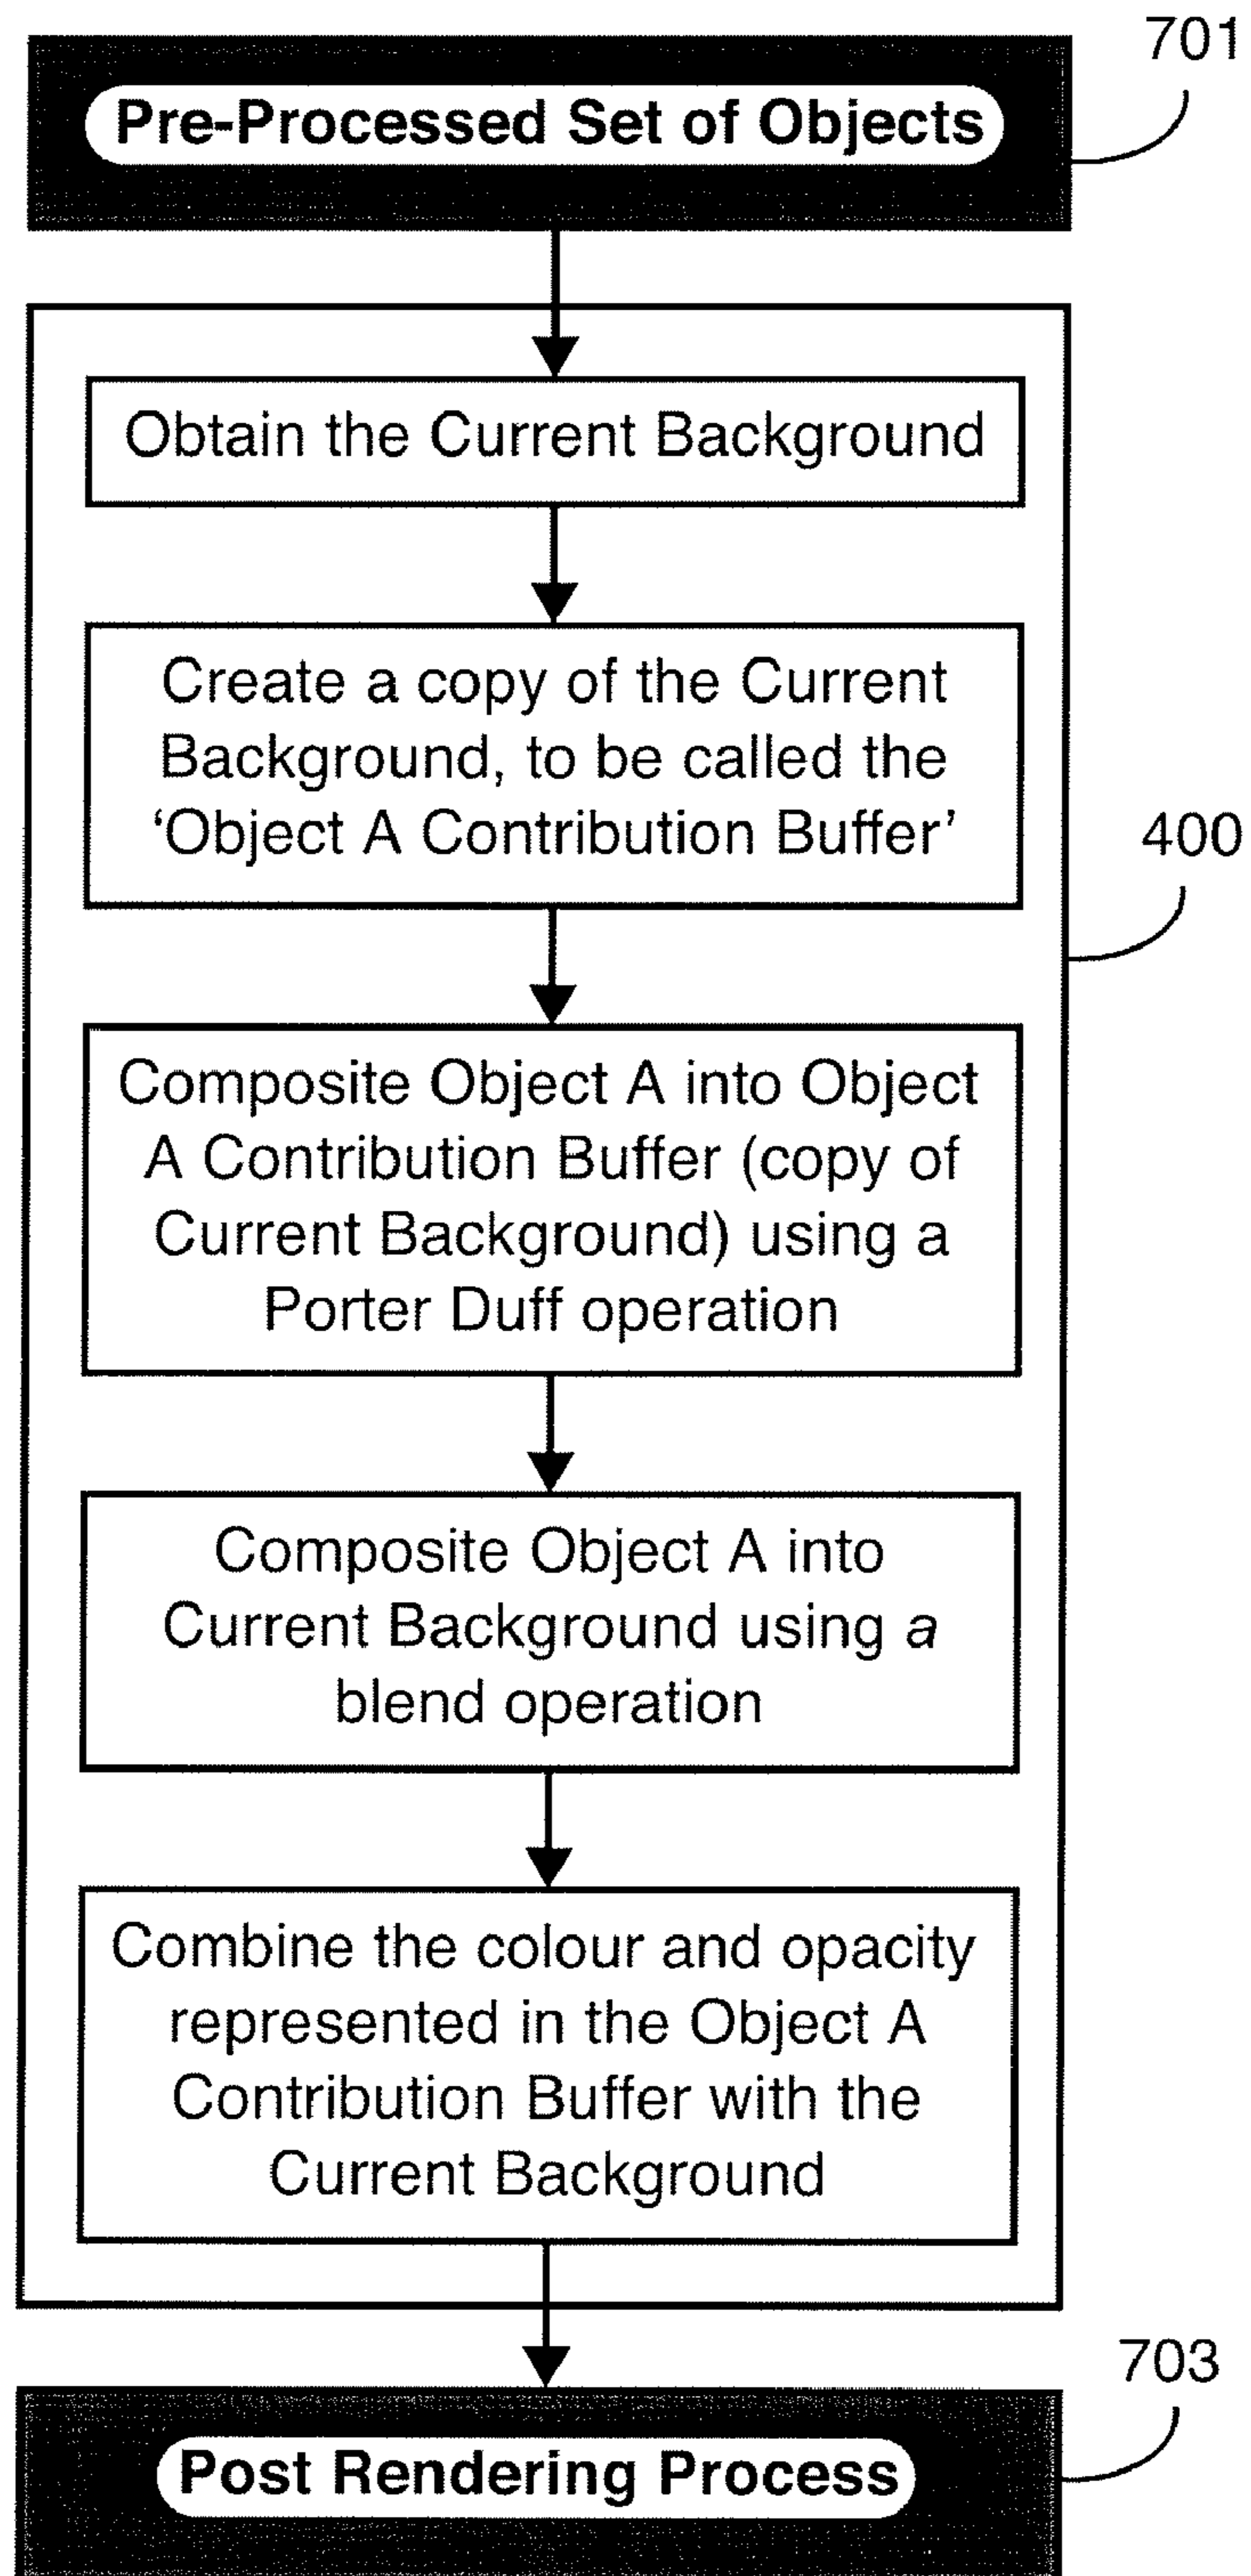 701
Pre-Processed Set of Objects
Obtain the Current Background
Create a copy of the Current
Background, to be called the
‘Object A Contribution Buffer’
400
Composite Object A into Object
A Contribution Buffer (copy of
Current Background) using a
Porter Duff operation
Composite Object A into
Current Background using a
blend operation
Combine the colour and opacity
represented in the Object A
Contribution Buffer with the
Current Background
703
Post Rendering Process